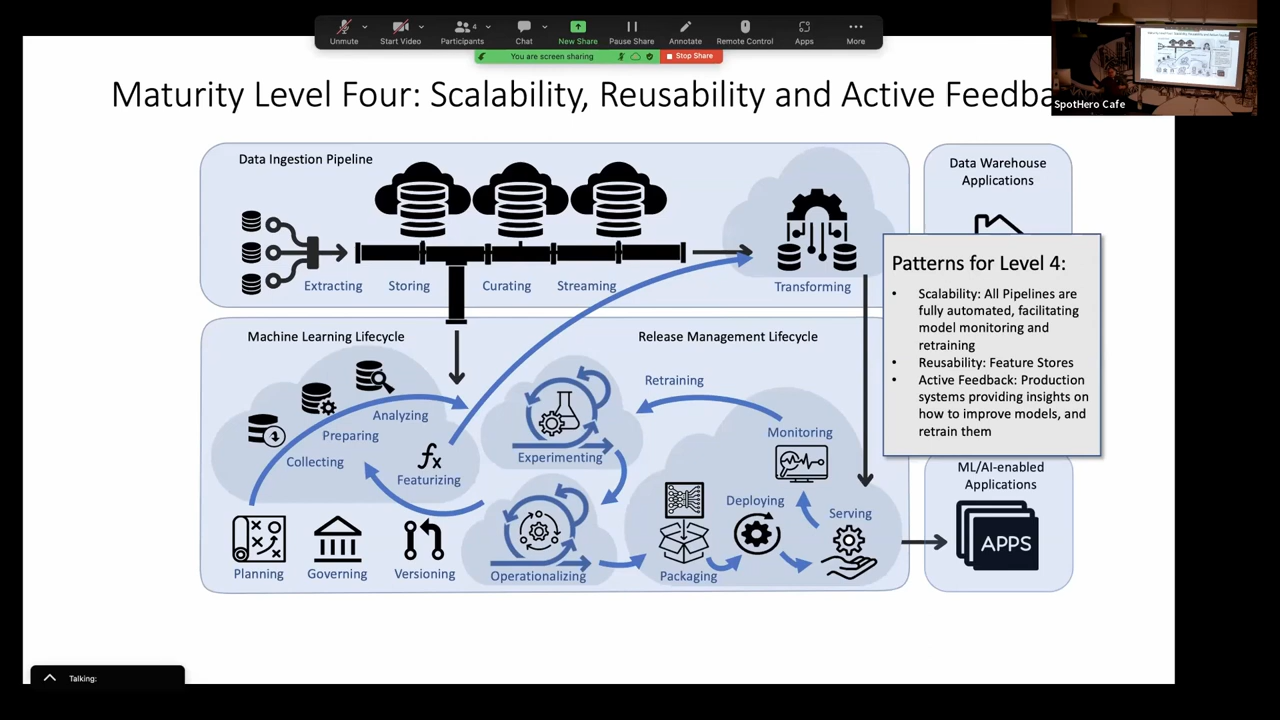 Unmute
Start Video
4
Participants
Chat
New Share
Pause Share
Annotate
Remote Control
Apps
More
You are screen sharing
Stop Share
SpotHero Cafe
Maturity Level Four: Scalability, Reusability and Active Feedba
Data Ingestion Pipeline
Extracting
Storing
Curating
Streaming
Transforming
Data Warehouse
Applications
Patterns for Level 4:
• Scalability: All Pipelines are
fully automated, facilitating
model monitoring and
retraining
• Reusability: Feature Stores
• Active Feedback: Production
systems providing insights on
how to improve models, and
retrain them
Machine Learning Lifecycle
Release Management Lifecycle
Analyzing
Preparing
Collecting
fx
Featurizing
Planning
Governing
Versioning
Experimenting
Operationalizing
Retraining
Monitoring
Deploying
Serving
Packaging
ML/AI-enabled
Applications
APPS
Talking: